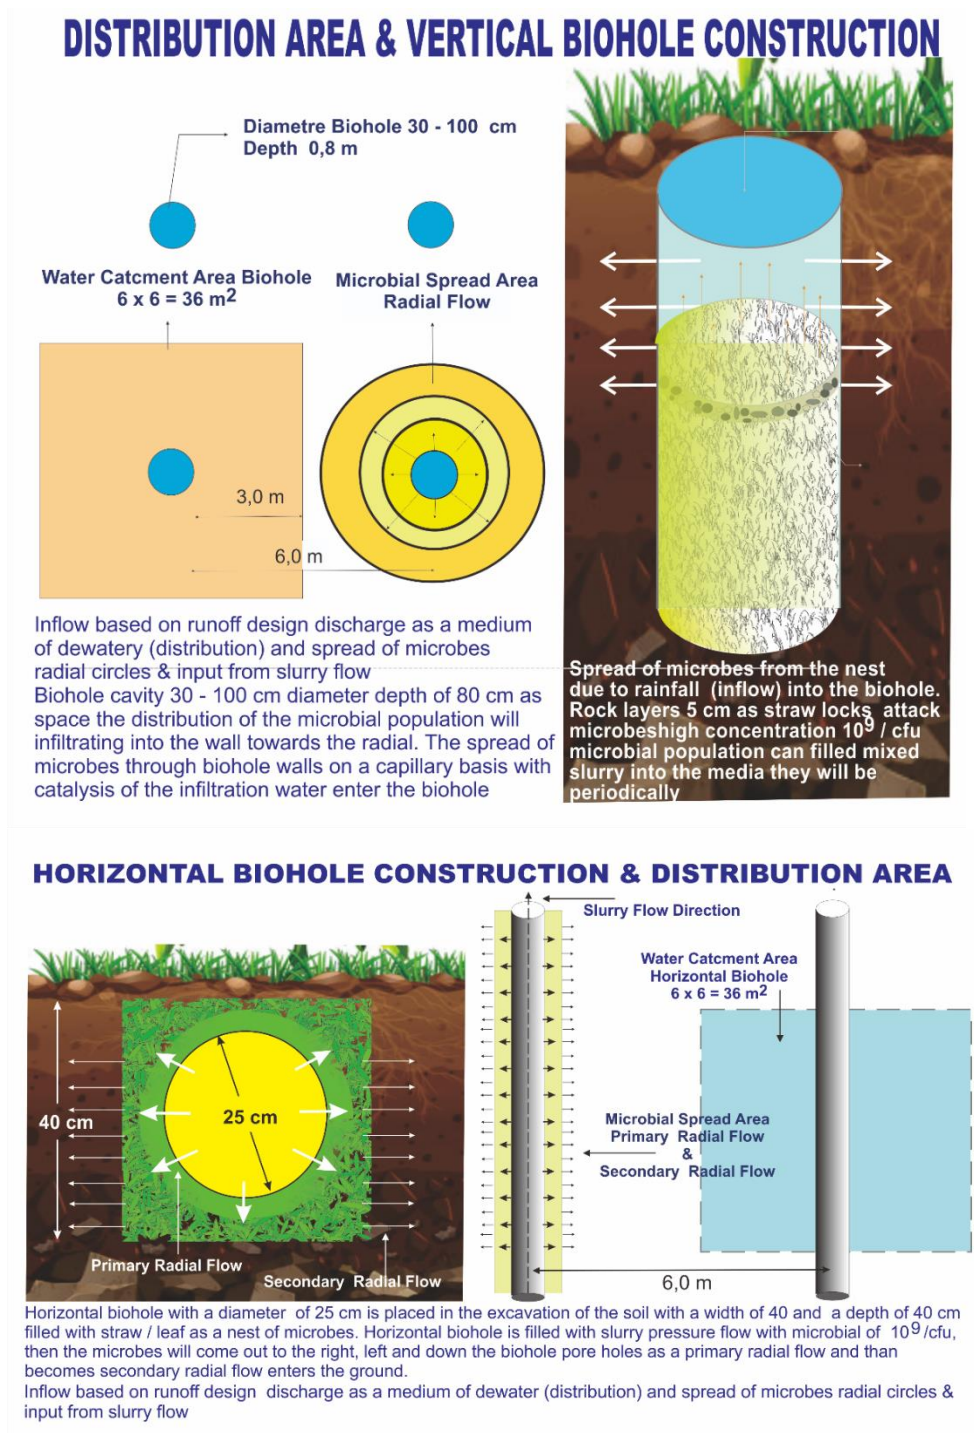 DISTRIBUTION AREA & VERTICAL BIOHOLE CONSTRUCTION
Diametre Biohole 30 - 100 cm
Depth 0,8 m
Water Catcment Area Biohole
6 x 6 = 36 m2
Microbial Spread Area
Radial Flow
3,0 m
6,0 m
Inflow based on runoff design discharge as a medium
of dewatery (distribution) and spread of microbes
radial circles & input from slurry flow
Biohole cavity 30 - 100 cm diameter depth of 80 cm as
space the distribution of the microbial population will
infiltrating into the wall towards the radial. The spread of
microbes through biohole walls on a capillary basis with
catalysis of the infiltration water enter the biohole
Spread of microbes from the nest
due to rainfall (inflow) into the biohole.
Rock layers 5 cm as straw locks, attack
microbeshigh concentration 109 / cfu
microbial population can filled mixed
slurry into the media they will be
periodically
HORIZONTAL BIOHOLE CONSTRUCTION & DISTRIBUTION AREA
Slurry Flow Direction
Water Catcment Area
Horizontal Biohole
6 x 6 = 36 m2
40 cm
25 cm
Microbial Spread Area
Primary Radial Flow
&
Secondary Radial Flow
Primary Radial Flow
Secondary Radial Flow
6,0 m
Horizontal biohole with a diameter of 25 cm is placed in the excavation of the soil with a width of 40 and a depth of 40 cm
filled with straw / leaf as a nest of microbes. Horizontal biohole is filled with slurry pressure flow with microbial of 109 /cfu,
then the microbes will come out to the right, left and down the biohole pore holes as a primary radial flow and than
becomes secondary radial flow enters the ground.
Inflow based on runoff design discharge as a medium of dewater (distribution) and spread of microbes radial circles &
input from slurry flow